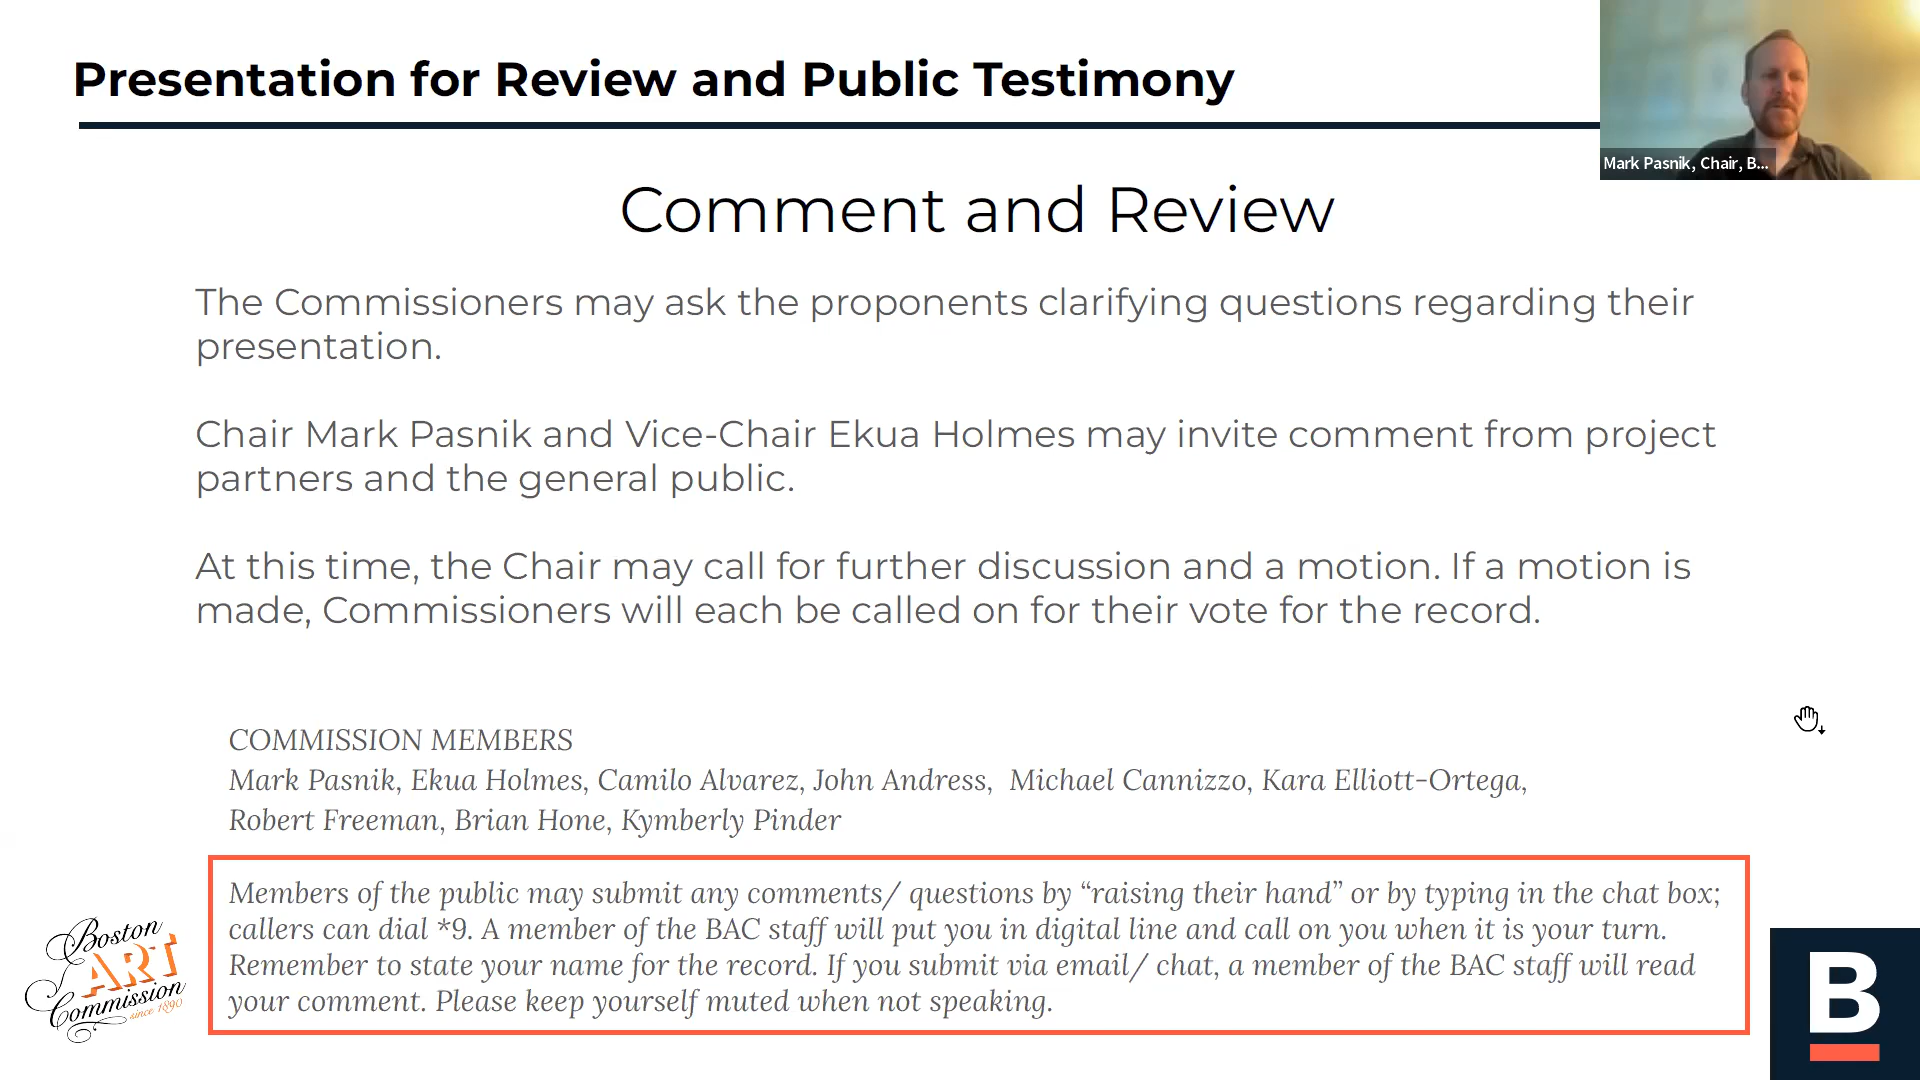 Presentation for Review and Public Testimony
Mark Pasnik, Chair, B...
Comment and Review
The Commissioners may ask the proponents clarifying questions regarding their
presentation.
Chair Mark Pasnik and Vice-Chair Ekua Holmes may invite comment from project
partners and the general public.
At this time, the Chair may call for further discussion and a motion. If a motion is
made, Commissioners will each be called on for their vote for the record.
COMMISSION MEMBERS
Mark Pasnik, Ekua Holmes, Camilo Alvarez, John Andress,  Michael Cannizzo, Kara Elliott-Ortega,
Robert Freeman, Brian Hone, Kymberly Pinder
Members of the public may submit any comments/ questions by “raising their hand” or by typing in the chat box;
callers can dial *9. A member of the BAC staff will put you in digital line and call on you when it is your turn.
Remember to state your name for the record. If you submit via email/ chat, a member of the BAC staff will read
your comment. Please keep yourself muted when not speaking.
Boston
ART
Commission
since 1890
B